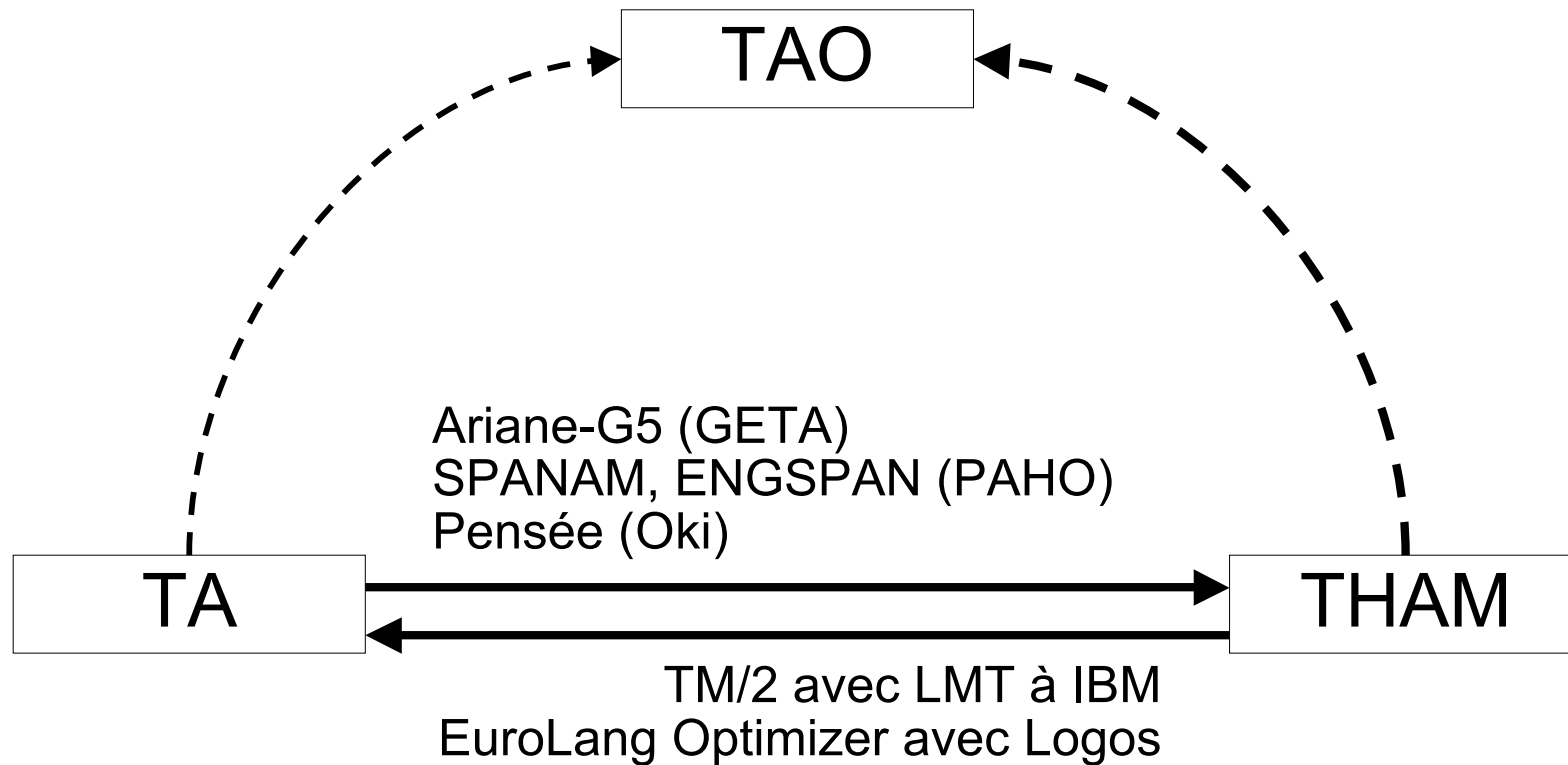 TAO
Ariane-G5 (GETA)
SPANAM, ENGSPAN (PAHO)
Pensée (Oki)
TA
THAM
TM/2 avec LMT à IBM
EuroLang Optimizer avec Logos